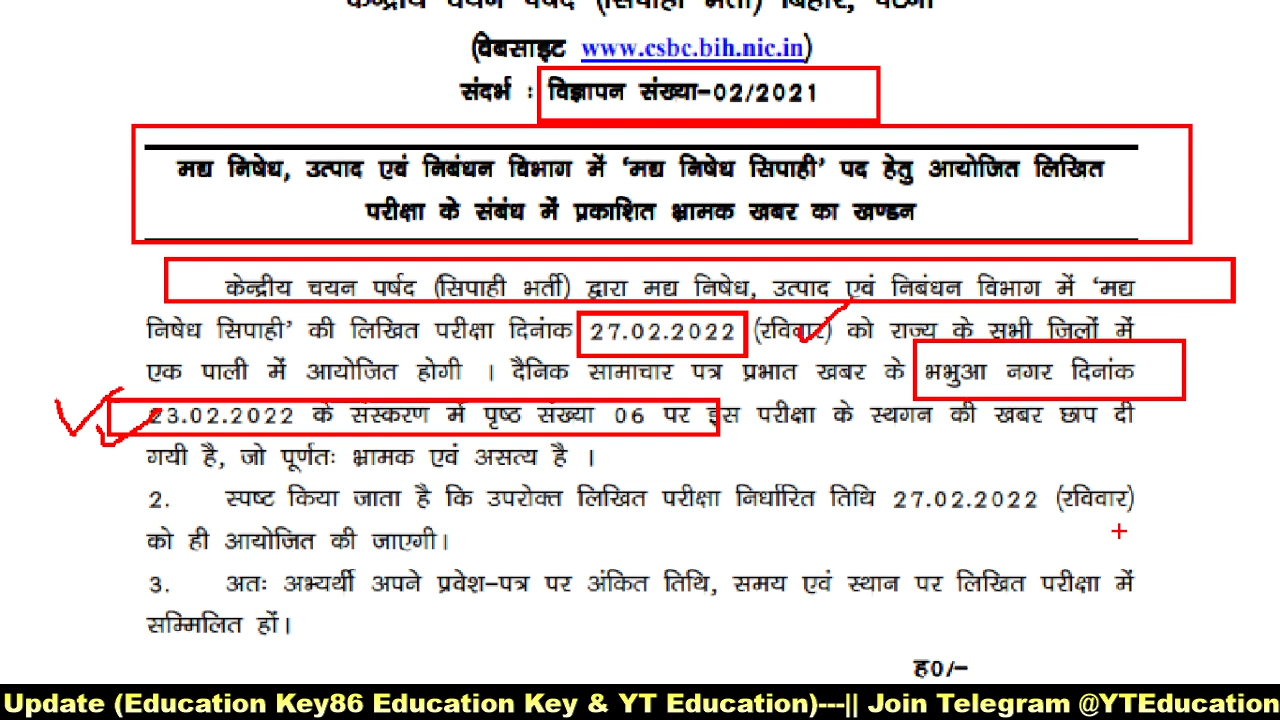 केन्द्रीय चयन पर्षद (सिपाही भर्ती) बिहार, पटना
(वेबसाइट www.csbc.bih.nic.in)
संदर्भ : विज्ञापन संख्या-02/2021
मद्य निषेध, उत्पाद एवं निबंधन विभाग में ‘मद्य निषेध सिपाही’ पद हेतु आयोजित लिखित
परीक्षा के संबंध में प्रकाशित भ्रामक खबर का खण्डन
केन्द्रीय चयन पर्षद (सिपाही भर्ती) द्वारा मद्य निषेध, उत्पाद एवं निबंधन विभाग में ‘मद्य
निषेध सिपाही’ की लिखित परीक्षा दिनांक 27.02.2022 (रविवार) को राज्य के सभी जिलों में
एक पाली में आयोजित होगी । दैनिक सामाचार पत्र प्रभात खबर के भभुआ नगर दिनांक
23.02.2022 के संस्करण में पृष्ठ संख्या 06 पर इस परीक्षा के स्थगन की खबर छाप दी
गयी है, जो पूर्णतः भ्रामक एवं असत्य है ।
2. स्पष्ट किया जाता है कि उपरोक्त लिखित परीक्षा निर्धारित तिथि 27.02.2022 (रविवार)
को ही आयोजित की जाएगी।
3. अतः अभ्यर्थी अपने प्रवेश-पत्र पर अंकित तिथि, समय एवं स्थान पर लिखित परीक्षा में
सम्मिलित हों।
ह0/-
Update (Education Key86 Education Key & YT Education)---|| Join Telegram @YTEducation